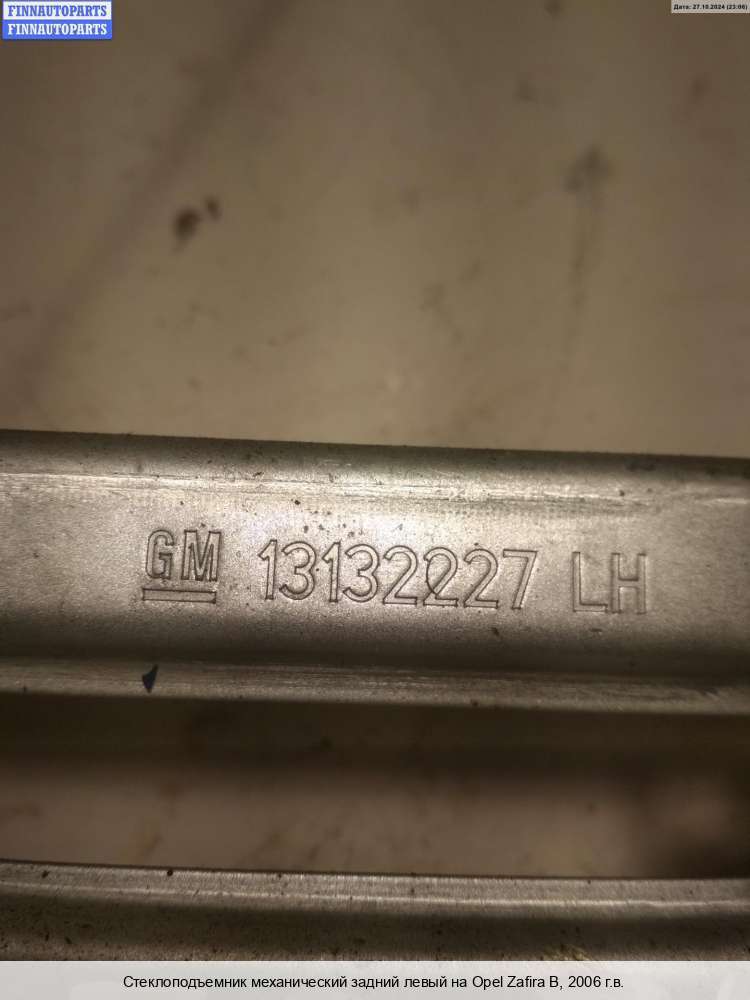 FINNAUTOPARTS
FINNAUTOPARTS
Дата: 27.10.2024 (23:06)
GM 13132227 LH
Стеклоподъемник механический задний левый на Opel Zafira B, 2006 г.в.